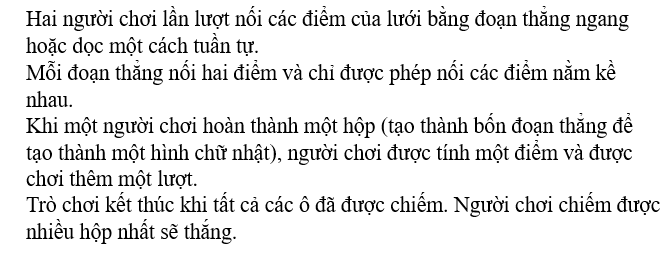 Hai người chơi lần lượt nối các điểm của lưới bằng đoạn thẳng ngang
hoặc dọc một cách tuần tự.
Mỗi đoạn thẳng nối hai điểm và chỉ được phép nối các điểm nằm kề
nhau.
Khi một người chơi hoàn thành một hộp (tạo thành bốn đoạn thẳng để
tạo thành một hình chữ nhật), người chơi được tính một điểm và được
chơi thêm một lượt.
Trò chơi kết thúc khi tất cả các ô đã được chiếm. Người chơi chiếm được
nhiều hộp nhất sẽ thắng.